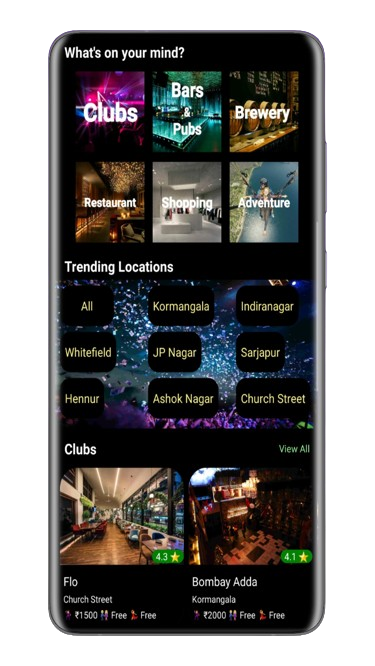 What's on your mind?
Clubs
Bars
&
Pubs
Brewery
Restaurant
Shopping
Adventure
Trending Locations
All
Kormangala
Indiranagar
Whitefield
JP Nagar
Sarjapur
Hennur
Ashok Nagar
Church Street
Clubs
View All
4.3
4.1
Flo
Bombay Adda
Church Street
Kormangala
₹1500 Free Free
₹2000 Free Free